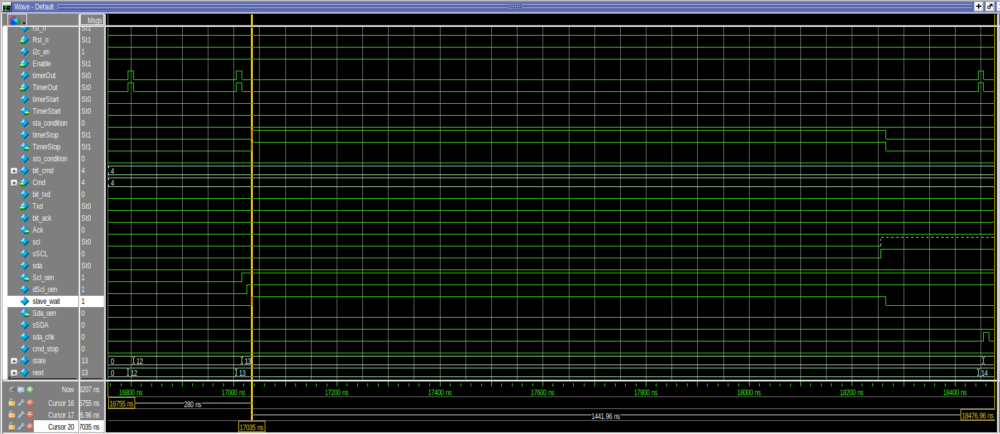 Wave - Default
Msgs
rst_n St1
Rst_n St1
i2c_en 1
Enable St1
timerOut St0
TimerOut St0
timerStart St0
TimerStart St0
sta_condition 0
timerStop St1
TimerStop St1
sto_condition 0
bit_cmd 4 4
Cmd 4 4
bit_txd 0
Txd St0
bit_ack St0
Ack 0
scl St0
sSCL 0
sda St0
Scl_oen 1
dScl_oen 1
slave_wait 1
Sda_oen 0
sSDA 0
sda_chk 0
cmd_stop 0
state 13 0 12 13
next 13 0 12 13 14
Now 3207 ns 16800 ns 17000 ns 17200 ns 17400 ns 17600 ns 17800 ns 18000 ns 18200 ns 18400 ns
Cursor 16 6755 ns 16755 ns 280 ns
Cursor 17 6.96 ns 1441.96 ns 18476.96 ns
Cursor 20 7035 ns 17035 ns